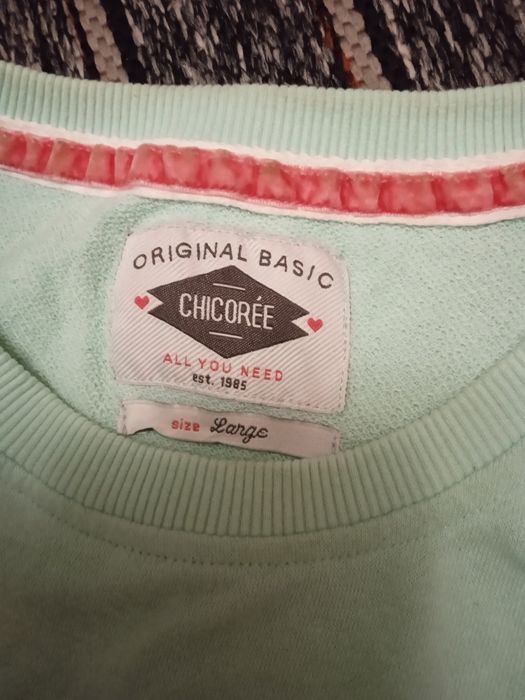 ORIGINAL BASIC
CHICORÉE
ALL YOU NEED
est. 1985
size Large